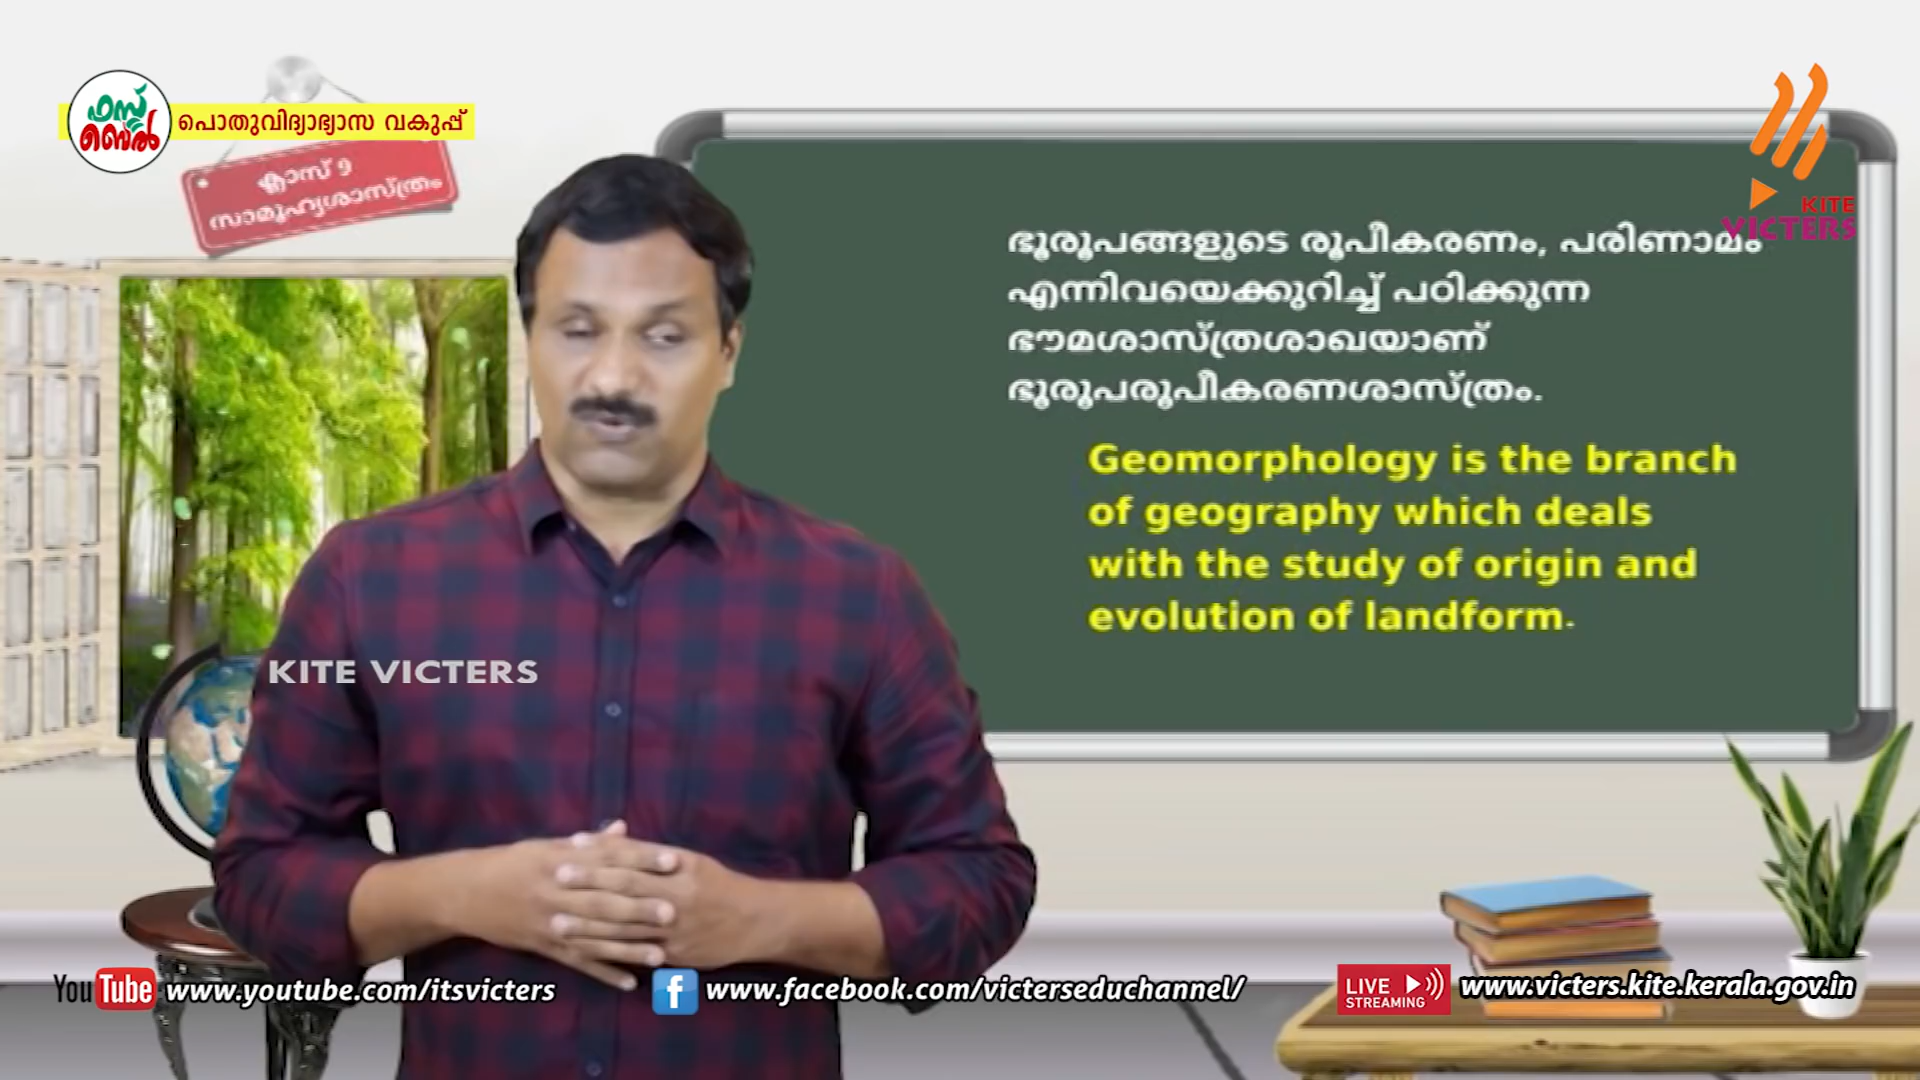 ഫസ്റ്റ്
ബെൽ
പൊതുവിദ്യാഭ്യാസ വകുപ്പ്
ക്ലാസ് 9
സാമൂഹ്യശാസ്ത്രം
KITE
VICTERS
ഭൂരൂപങ്ങളുടെ രൂപീകരണം, പരിണാമം
എന്നിവയെക്കുറിച്ച് പഠിക്കുന്ന
ഭൗമശാസ്ത്രശാഖയാണ്
ഭൂരൂപരൂപീകരണശാസ്ത്രം.
Geomorphology is the branch
of geography which deals
with the study of origin and
evolution of landform.
KITE VICTERS
YouTube www.youtube.com/itsvicters
f www.facebook.com/victerseduchannel/
LIVE
STREAMING
www.victers.kite.kerala.gov.in